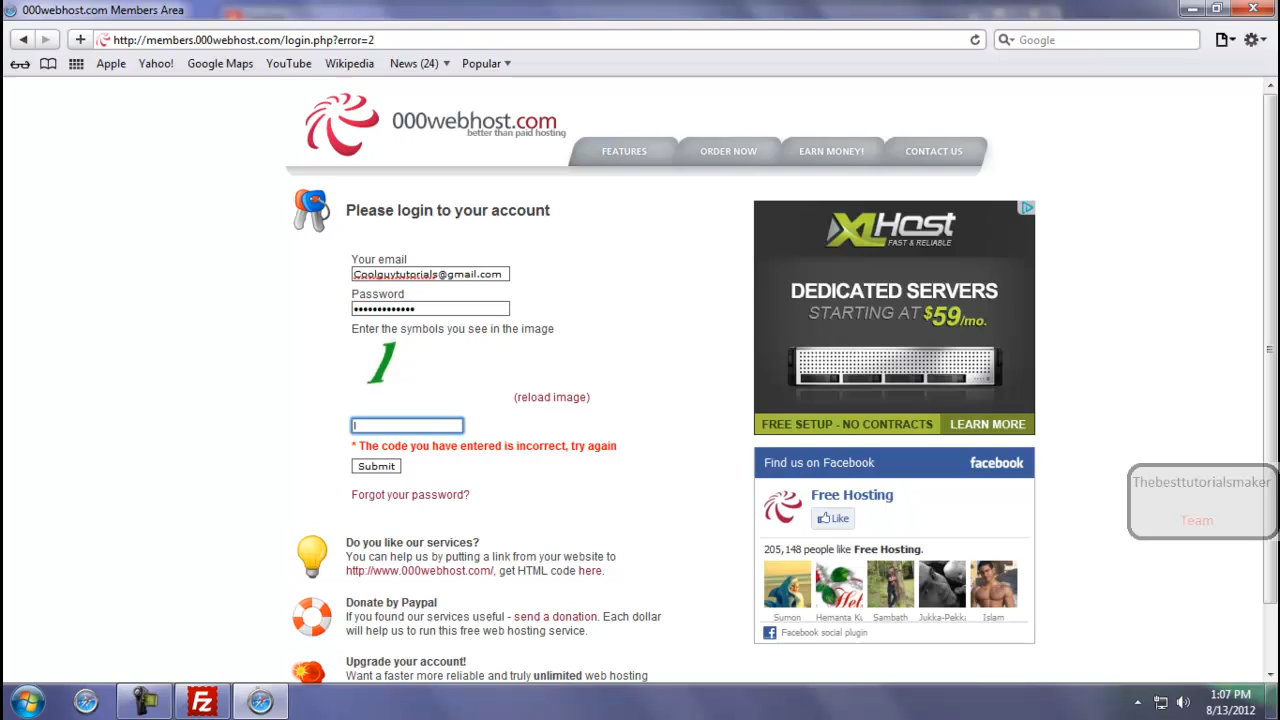 000webhost.com Members Area
http://members.000webhost.com/login.php?error=2
Google
Apple Yahoo! Google Maps YouTube Wikipedia News (24) Popular
000webhost.com
better than paid hosting
FEATURES ORDER NOW EARN MONEY! CONTACT US
Please login to your account
Your email
Coolguytutorials@gmail.com
Password
Enter the symbols you see in the image
(reload image)
* The code you have entered is incorrect, try again
Submit
Forgot your password?
Do you like our services?
You can help us by putting a link from your website to
http://www.000webhost.com/, get HTML code here.
Donate by Paypal
If you found our services useful - send a donation. Each dollar
will help us to run this free web hosting service.
Upgrade your account!
Want a faster more reliable and truly unlimited web hosting
XLHOST
FAST & RELIABLE
DEDICATED SERVERS
STARTING AT $59/mo.
FREE SETUP - NO CONTRACTS LEARN MORE
Find us on Facebook facebook
Free Hosting
Like
205,148 people like Free Hosting.
Sumon Hemanta Ku Sambath Jukka-Pekka Islam
Facebook social plugin
Thebesttutorialsmaker
Team
Fz
1:07 PM
8/13/2012